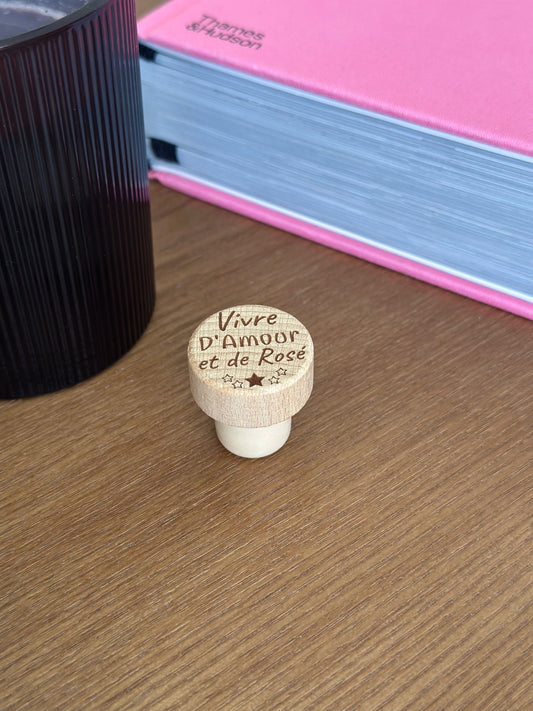 Thames
&Hudson
Vivre
D'Amour
et de Rosé